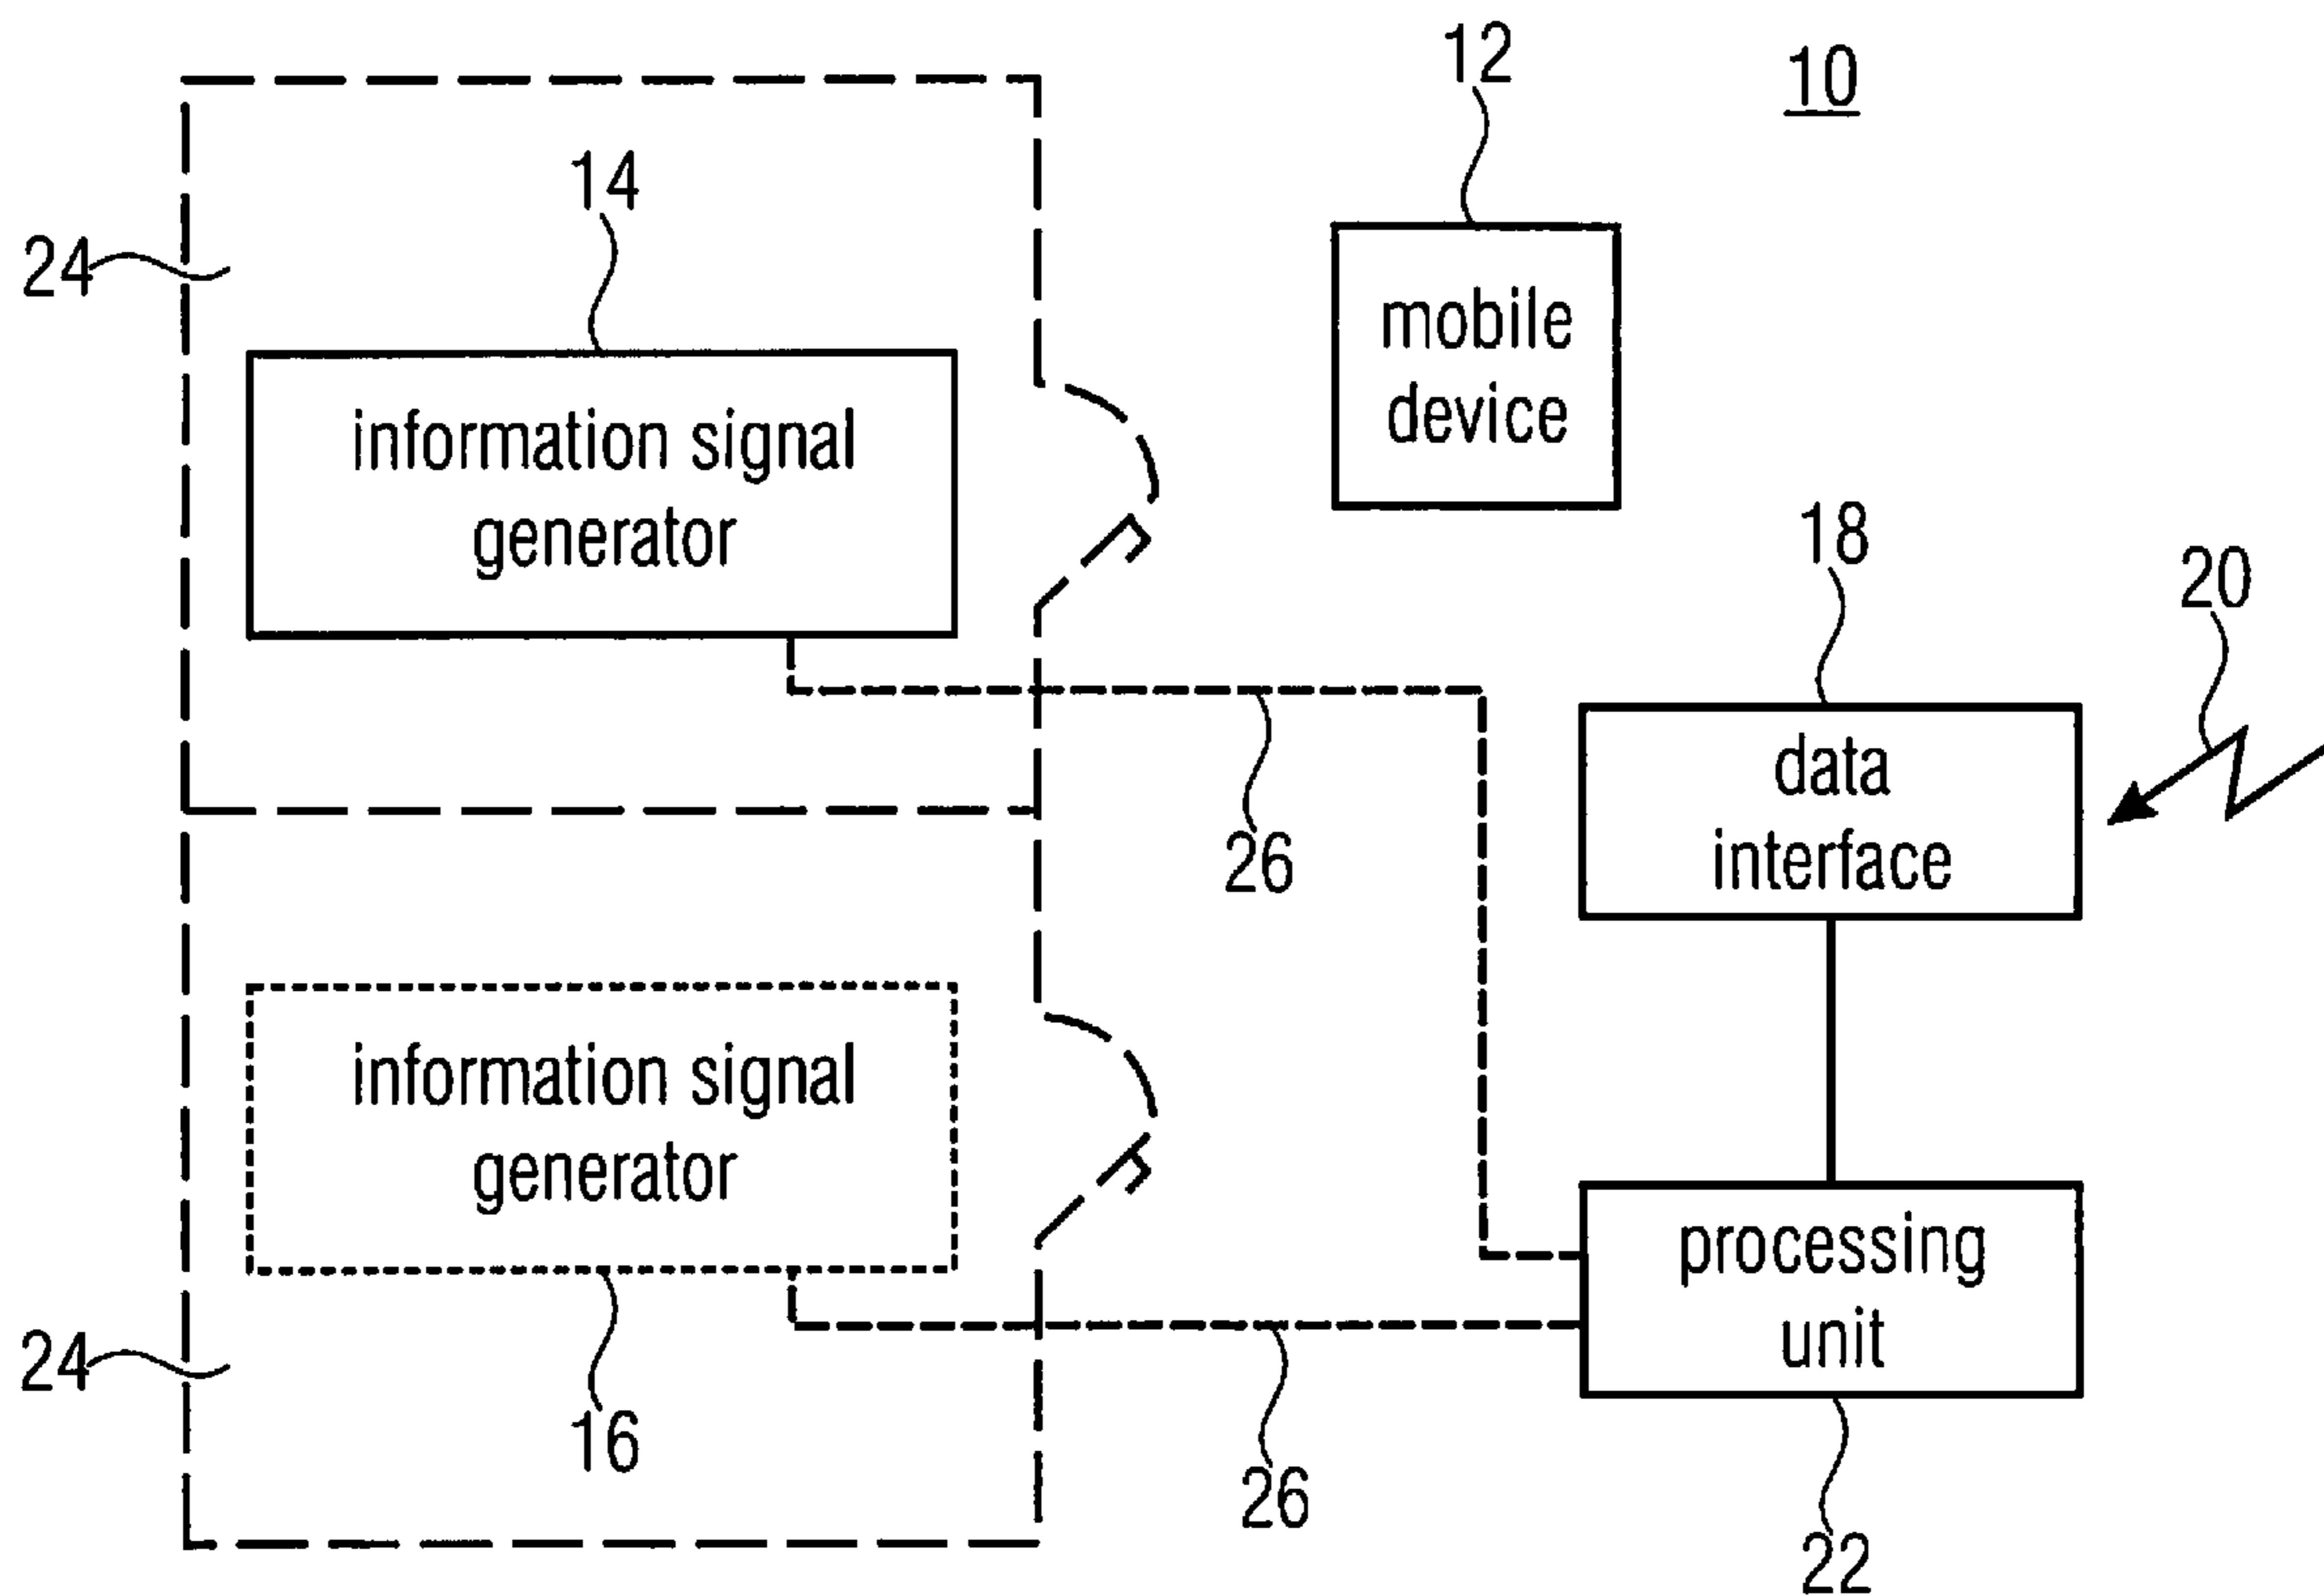 12
10
14
24
mobile
device
information signal
generator
18
20
data
interface
26
information signal
generator
processing
unit
24
16
26
22